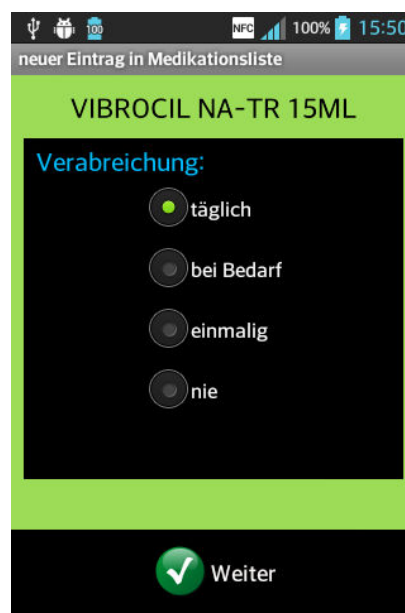 100 NFC 100% 15:50
neuer Eintrag in Medikationsliste
VIBROCIL NA-TR 15ML
Verabreichung:
täglich
bei Bedarf
einmalig
nie
Weiter